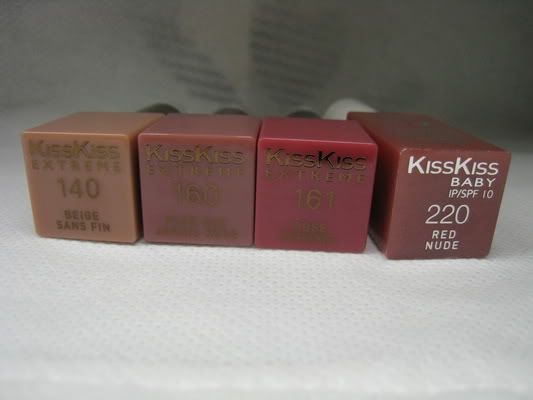 KISSKISS
EXTREME
140
BEIGE
SANS FIN
KISSKISS
EXTREME
160
KISSKISS
EXTREME
161
ROSE
KISSKISS
BABY
IP/SPF 10
220
RED
NUDE